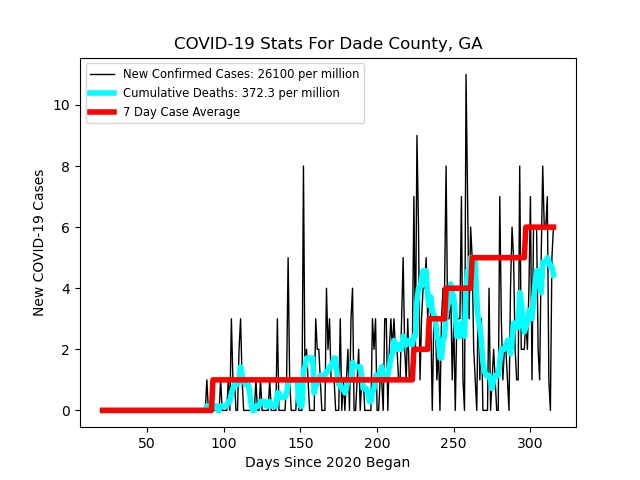 COVID-19 Stats For Dade County, GA
New Confirmed Cases: 26100 per million
Cumulative Deaths: 372.3 per million
7 Day Case Average
10
8
6
4
2
0
New COVID-19 Cases
50 100 150 200 250 300
Days Since 2020 Began